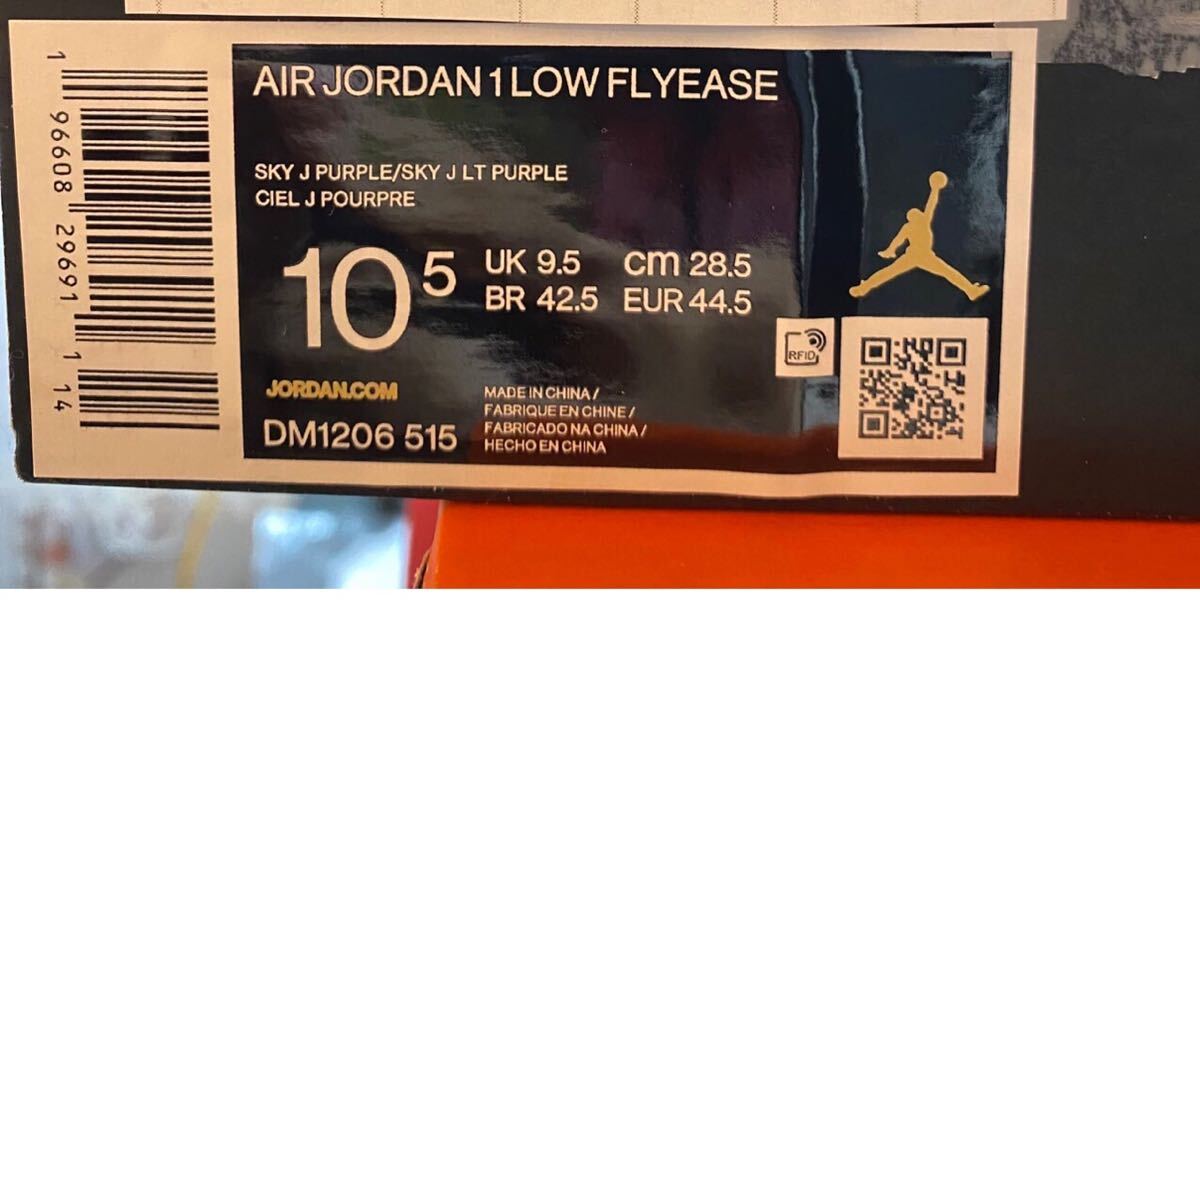 AIR JORDAN 1 LOW FLYEASE
SKY J PURPLE/SKY J LT PURPLE
CIEL J POURPRE
10 5
UK 9.5 cm 28.5
BR 42.5 EUR 44.5
RFID
JORDAN.COM
DM1206 515
MADE IN CHINA /
FABRIQUE EN CHINE /
FABRICADO NA CHINA /
HECHO EN CHINA
1 96608 29691 1 14